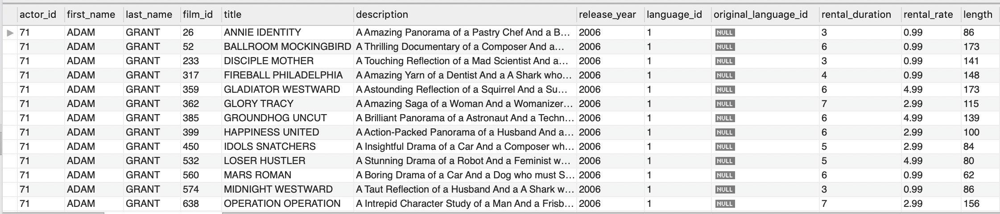 actor_id first_name last_name film_id title description release_year language_id original_language_id rental_duration rental_rate length
71 ADAM GRANT 26 ANNIE IDENTITY A Amazing Panorama of a Pastry Chef And a B... 2006 1 NULL 3 0.99 86
71 ADAM GRANT 52 BALLROOM MOCKINGBIRD A Thrilling Documentary of a Composer And a... 2006 1 NULL 6 0.99 173
71 ADAM GRANT 233 DISCIPLE MOTHER A Touching Reflection of a Mad Scientist And a... 2006 1 NULL 3 0.99 141
71 ADAM GRANT 317 FIREBALL PHILADELPHIA A Amazing Yarn of a Dentist And a A Shark who... 2006 1 NULL 4 0.99 148
71 ADAM GRANT 359 GLADIATOR WESTWARD A Astounding Reflection of a Squirrel And a Su... 2006 1 NULL 6 4.99 173
71 ADAM GRANT 362 GLORY TRACY A Amazing Saga of a Woman And a Womanizer... 2006 1 NULL 7 2.99 115
71 ADAM GRANT 385 GROUNDHOG UNCUT A Brilliant Panorama of a Astronaut And a Techn... 2006 1 NULL 6 4.99 139
71 ADAM GRANT 399 HAPPINESS UNITED A Action-Packed Panorama of a Husband And a... 2006 1 NULL 6 2.99 100
71 ADAM GRANT 450 IDOLS SNATCHERS A Insightful Drama of a Car And a Composer wh... 2006 1 NULL 5 2.99 84
71 ADAM GRANT 532 LOSER HUSTLER A Stunning Drama of a Robot And a Feminist w... 2006 1 NULL 5 4.99 80
71 ADAM GRANT 560 MARS ROMAN A Boring Drama of a Car And a Dog who must S... 2006 1 NULL 6 0.99 62
71 ADAM GRANT 574 MIDNIGHT WESTWARD A Taut Reflection of a Husband And a A Shark w... 2006 1 NULL 3 0.99 86
71 ADAM GRANT 638 OPERATION OPERATION A Intrepid Character Study of a Man And a Frisb... 2006 1 NULL 7 2.99 156